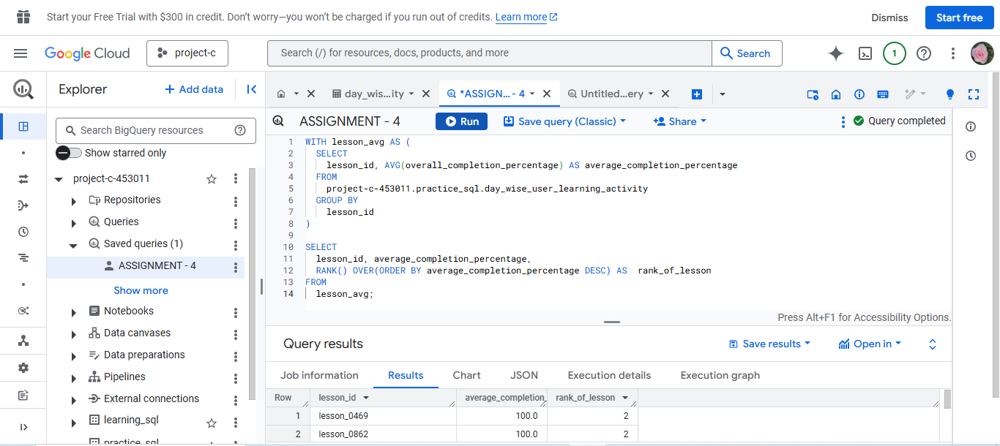 Start your Free Trial with $300 in credit. Don't worry—you won't be charged if you run out of credits. Learn more
Dismiss
Start free
Google Cloud
project-c
Search (/) for resources, docs, products, and more
Search
1
Explorer
+ Add data
day_wis...ity
*ASSIGN... - 4
Untitled...ery
Search BigQuery resources
ASSIGNMENT - 4
Run
Save query (Classic)
Share
Query completed
Show starred only
project-c-453011
Repositories
Queries
Saved queries (1)
ASSIGNMENT - 4
Show more
Notebooks
Data canvases
Data preparations
Pipelines
External connections
learning_sql
practice_sql
1 WITH lesson_avg AS (
2 SELECT
3 lesson_id, AVG(overall_completion_percentage) AS average_completion_percentage
4 FROM
5 project-c-453011.practice_sql.day_wise_user_learning_activity
6 GROUP BY
7 lesson_id
8 )
9
10 SELECT
11 lesson_id, average_completion_percentage,
12 RANK() OVER(ORDER BY average_completion_percentage DESC) AS  rank_of_lesson
13 FROM
14 lesson_avg;
Press Alt+F1 for Accessibility Options.
Query results
Save results
Open in
Job information
Results
Chart
JSON
Execution details
Execution graph
Row lesson_id average_completion_ rank_of_lesson
1 lesson_0469 100.0 2
2 lesson_0862 100.0 2